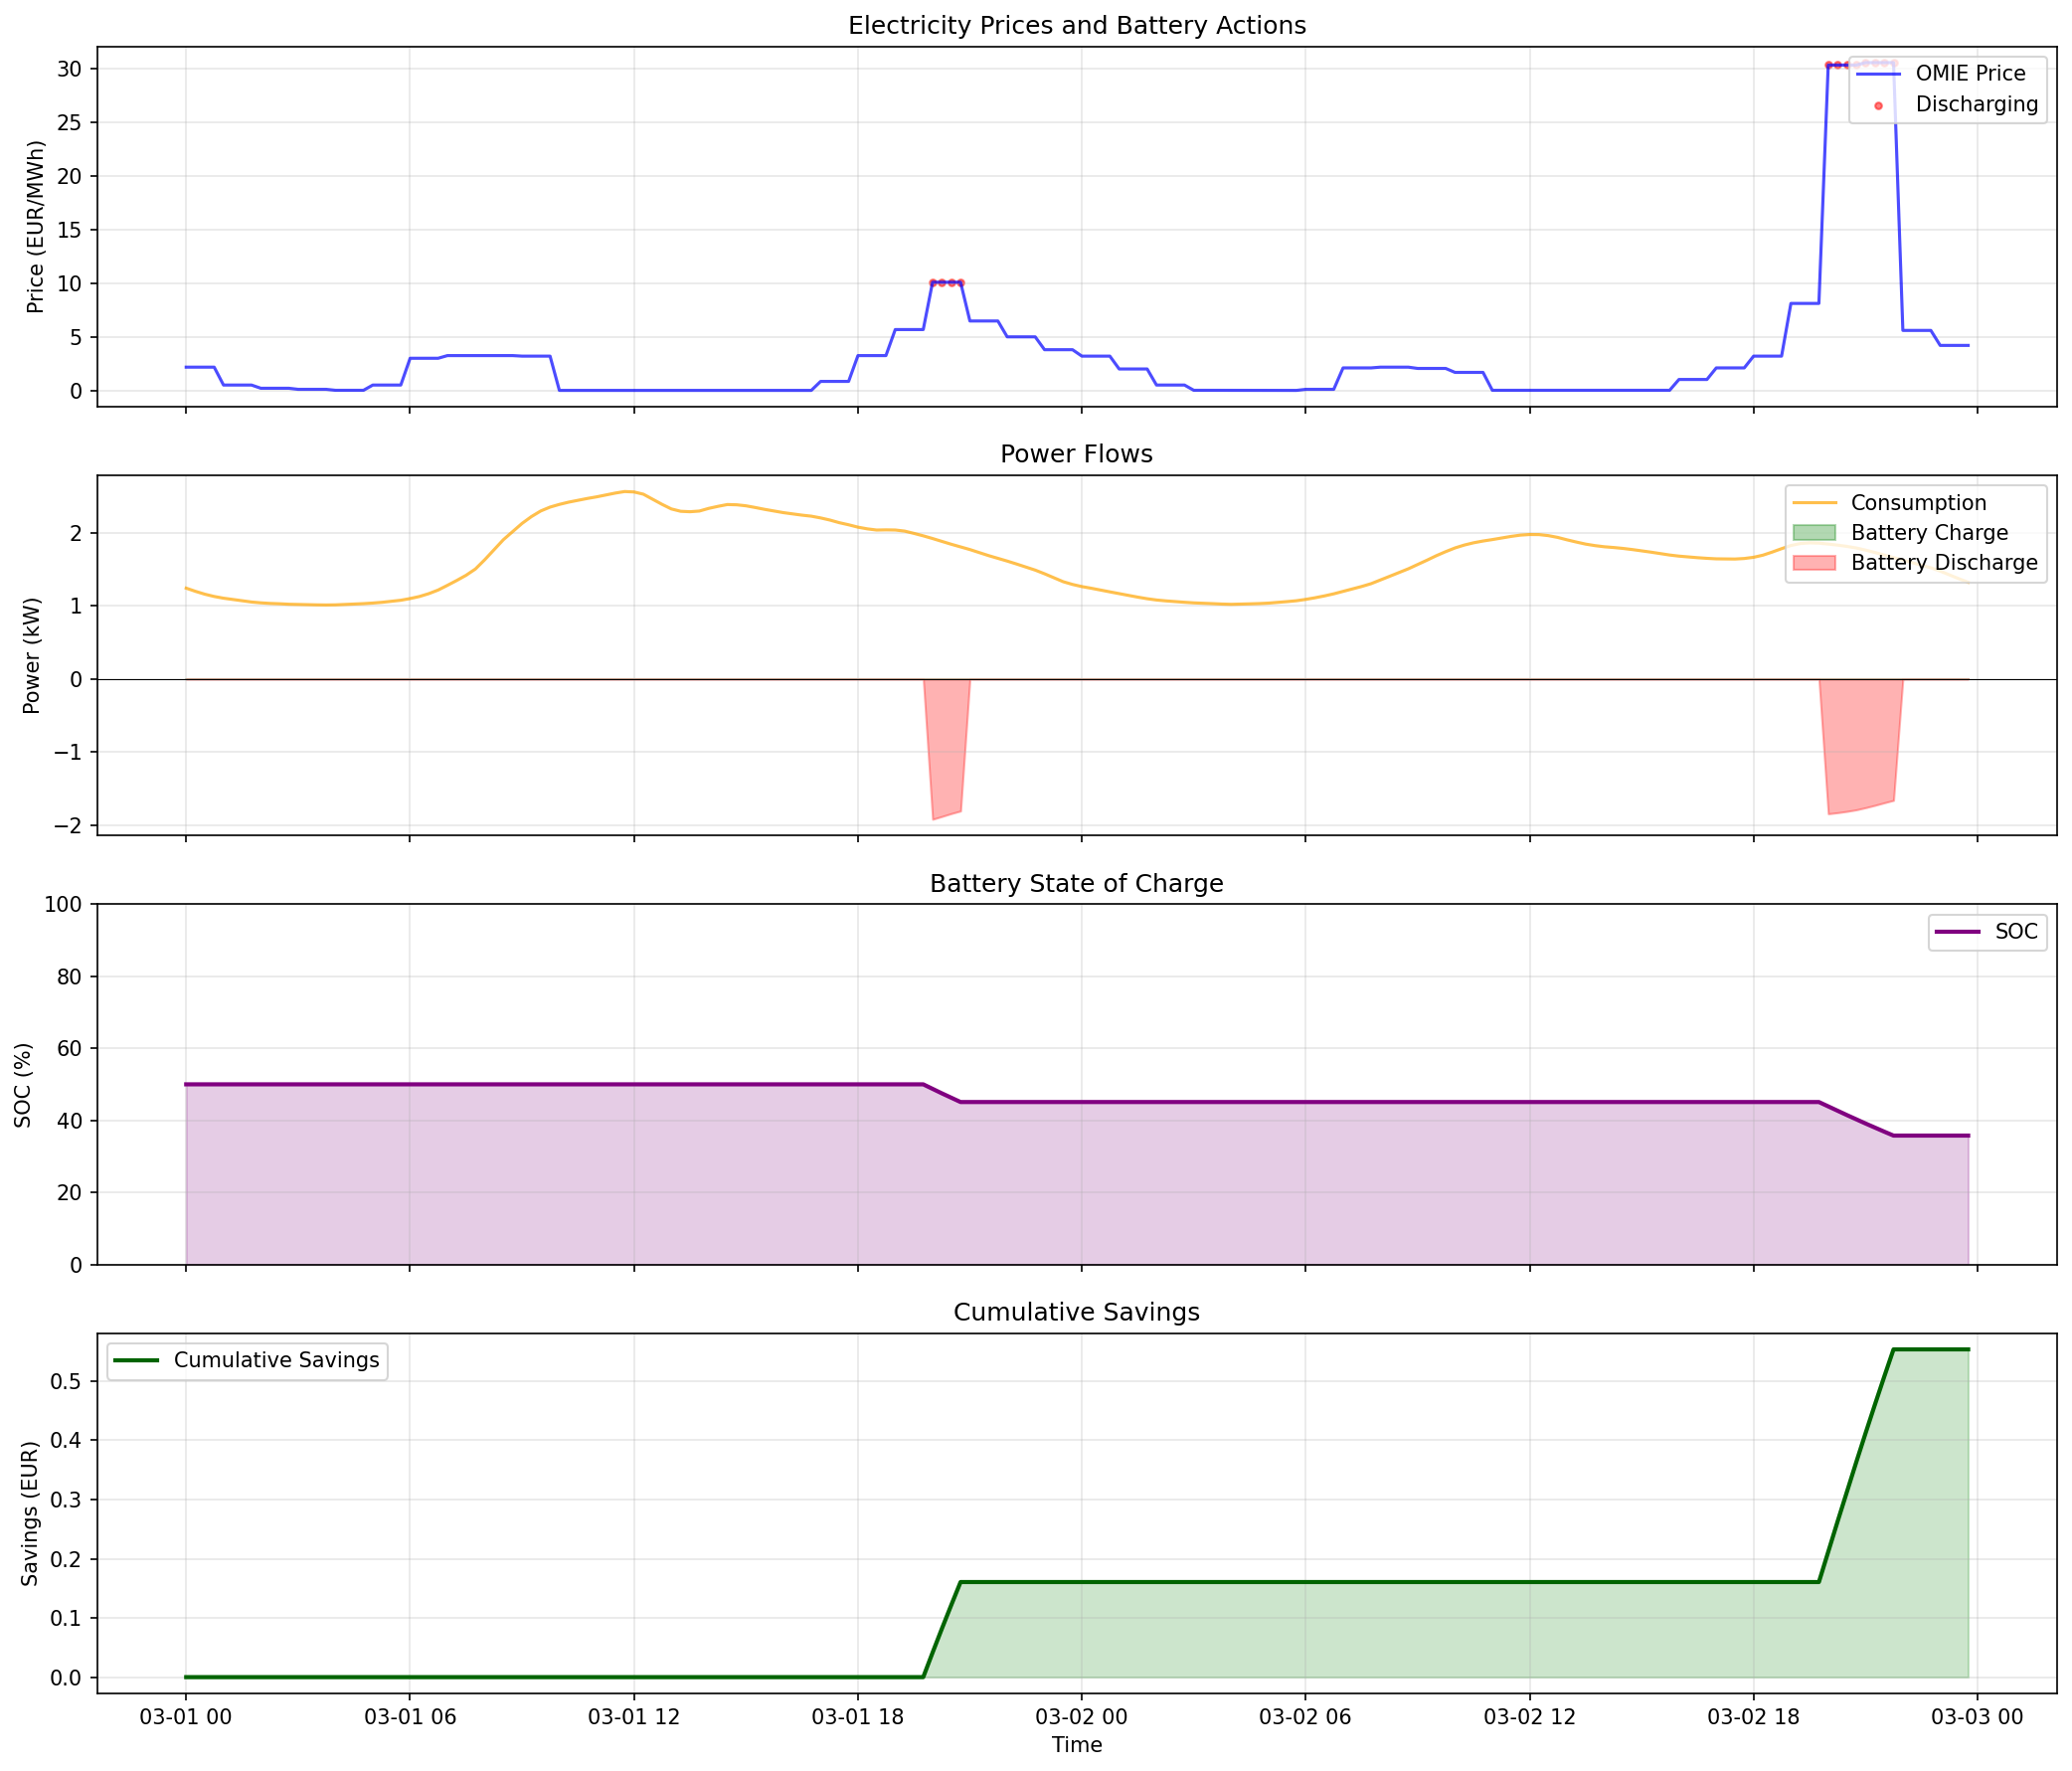 Electricity Prices and Battery Actions
Price (EUR/MWh)
30
25
20
15
10
5
0
OMIE Price
Discharging
Power Flows
Power (kW)
2
1
0
−1
−2
Consumption
Battery Charge
Battery Discharge
Battery State of Charge
SOC (%)
100
80
60
40
20
0
SOC
Cumulative Savings
Savings (EUR)
0.5
0.4
0.3
0.2
0.1
0.0
Cumulative Savings
03-01 00 03-01 06 03-01 12 03-01 18 03-02 00 03-02 06 03-02 12 03-02 18 03-03 00
Time